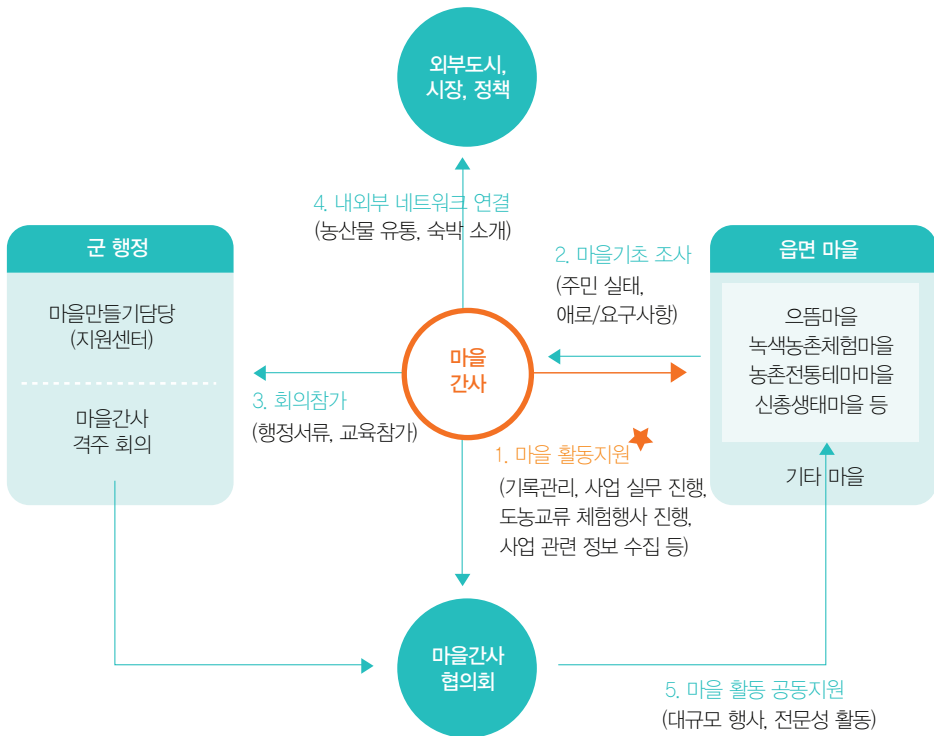 외부도시,
시장, 정책
4. 내외부 네트워크 연결
(농산물 유통, 숙박 소개)
군 행정
마을만들기담당
(지원센터)
마을간사
격주 회의
2. 마을기초 조사
(주민 실태,
애로/요구사항)
읍면 마을
으뜸마을
녹색농촌체험마을
농촌전통테마마을
신총생태마을 등
기타 마을
마을
간사
3. 회의참가
(행정서류, 교육참가)
1. 마을 활동지원
(기록관리, 사업 실무 진행,
도농교류 체험행사 진행,
사업 관련 정보 수집 등)
마을간사
협의회
5. 마을 활동 공동지원
(대규모 행사, 전문성 활동)